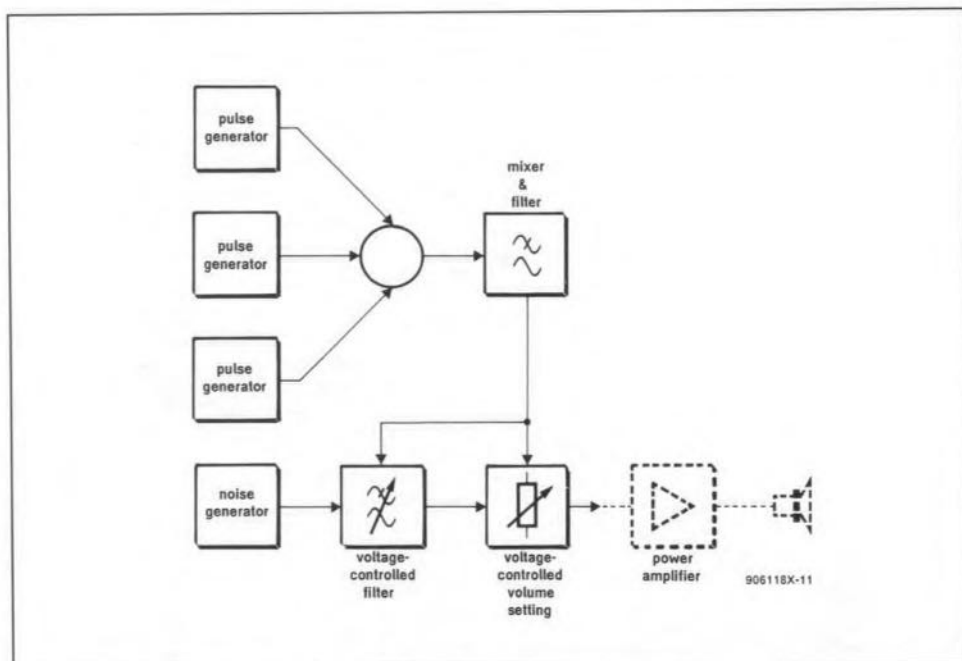 pulse
generator
mixer
&
filter
pulse
generator
pulse
generator
noise
generator
voltage-
controlled
filter
voltage-
controlled
volume
setting
power
amplifier
906118X-11